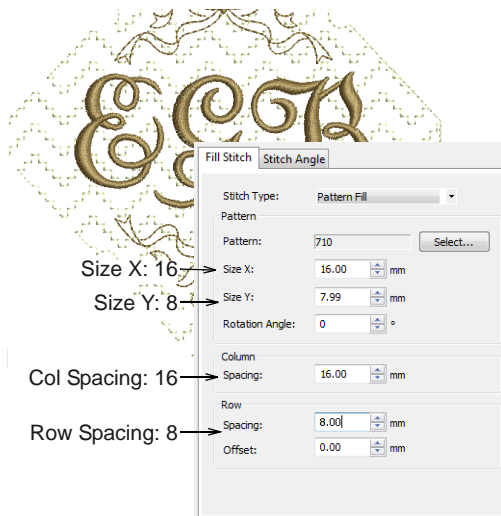 EGR
Fill Stitch Stitch Angle
Stitch Type: Pattern Fill
Pattern
Pattern: 710 Select...
Size X: 16 Size X: 16.00 mm
Size Y: 8 Size Y: 7.99 mm
Rotation Angle: 0 °
Column
Col Spacing: 16 Spacing: 16.00 mm
Row
Row Spacing: 8 Spacing: 8.00 mm
Offset: 0.00 mm